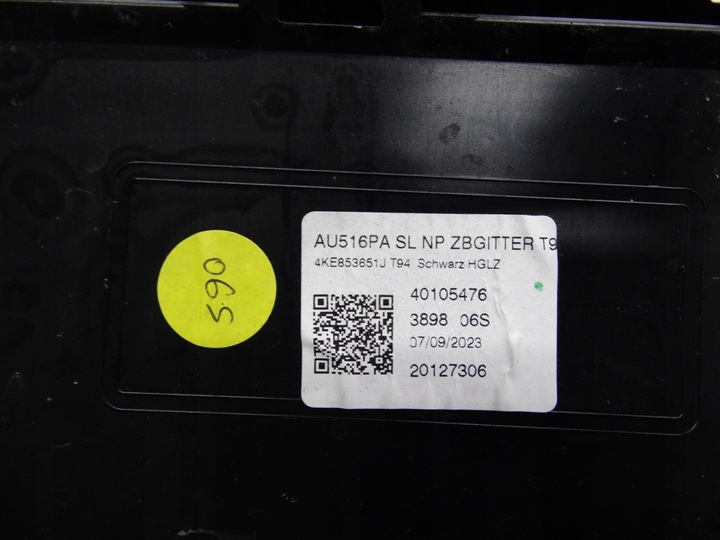 590
AU516PA SL NP ZBGITTER T9
4KE853651J T94 Schwarz HGLZ
40105476
3898 06S
07/09/2023
20127306